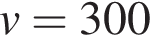 v = 300